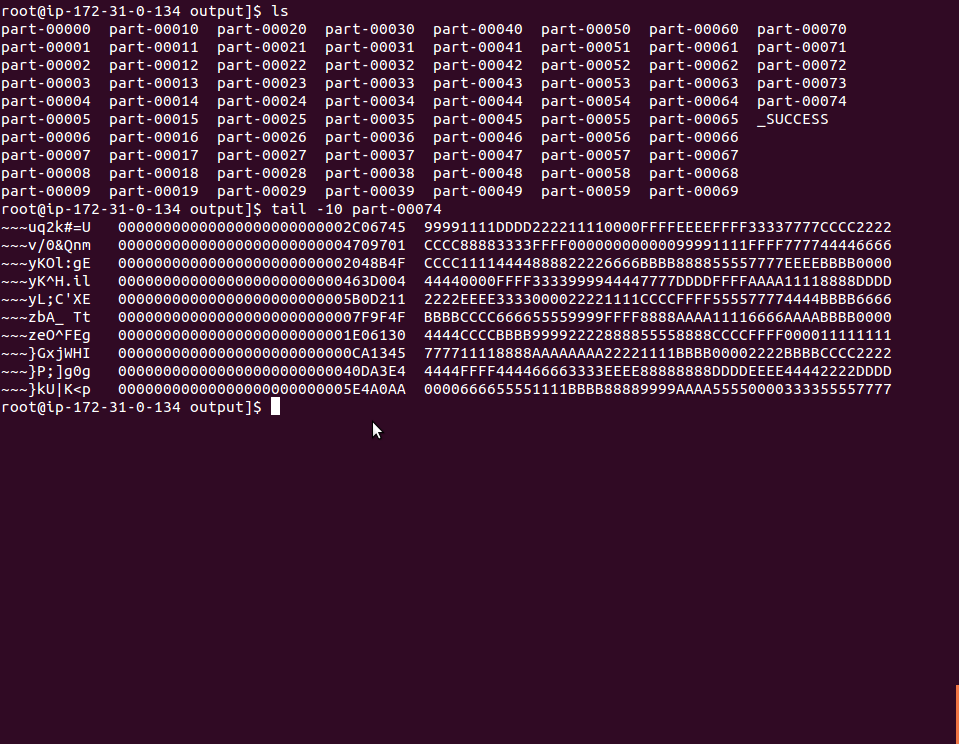 root@ip-172-31-0-134 output]$ ls
part-00000  part-00010  part-00020  part-00030  part-00040  part-00050  part-00060  part-00070
part-00001  part-00011  part-00021  part-00031  part-00041  part-00051  part-00061  part-00071
part-00002  part-00012  part-00022  part-00032  part-00042  part-00052  part-00062  part-00072
part-00003  part-00013  part-00023  part-00033  part-00043  part-00053  part-00063  part-00073
part-00004  part-00014  part-00024  part-00034  part-00044  part-00054  part-00064  part-00074
part-00005  part-00015  part-00025  part-00035  part-00045  part-00055  part-00065  _SUCCESS
part-00006  part-00016  part-00026  part-00036  part-00046  part-00056  part-00066
part-00007  part-00017  part-00027  part-00037  part-00047  part-00057  part-00067
part-00008  part-00018  part-00028  part-00038  part-00048  part-00058  part-00068
part-00009  part-00019  part-00029  part-00039  part-00049  part-00059  part-00069
root@ip-172-31-0-134 output]$ tail -10 part-00074
~~~uq2k#=U   00000000000000000000000002C06745  99991111DDDD222211110000FFFFEEEEFFFF33337777CCCC2222
~~~v/0&Qnm   00000000000000000000000004709701  CCCC88883333FFFF0000000000099991111FFFF777744446666
~~~yKOl:gE   00000000000000000000000002048B4F  CCCC11114444888822226666BBBB888855557777EEEEBBBB0000
~~~yK^H.il   0000000000000000000000000463D004  44440000FFFF3333999944447777DDDDFFFFAAAA11118888DDDD
~~~yL;C'XE   00000000000000000000000005B0D211  2222EEEE3333000022221111CCCCFFFF555577774444BBBB6666
~~~zbA_ Tt   00000000000000000000000007F9F4F  BBBBCCCC666655559999FFFF8888AAAA11116666AAAABBBB0000
~~~zeO^FEg   00000000000000000000000001E06130  4444CCCCBBBB99992222888855558888CCCCFFFF000011111111
~~~}GxjWHI   00000000000000000000000000CA1345  777711118888AAAAAAAA22221111BBBB00002222BBBBCCCC2222
~~~}P;]g0g   000000000000000000000000040DA3E4  4444FFFF444466663333EEEE88888888DDDDEEEE44442222DDDD
~~~}kU|K<p   00000000000000000000000005E4A0AA  0000666655551111BBBB88889999AAAA55550000333355557777
root@ip-172-31-0-134 output]$